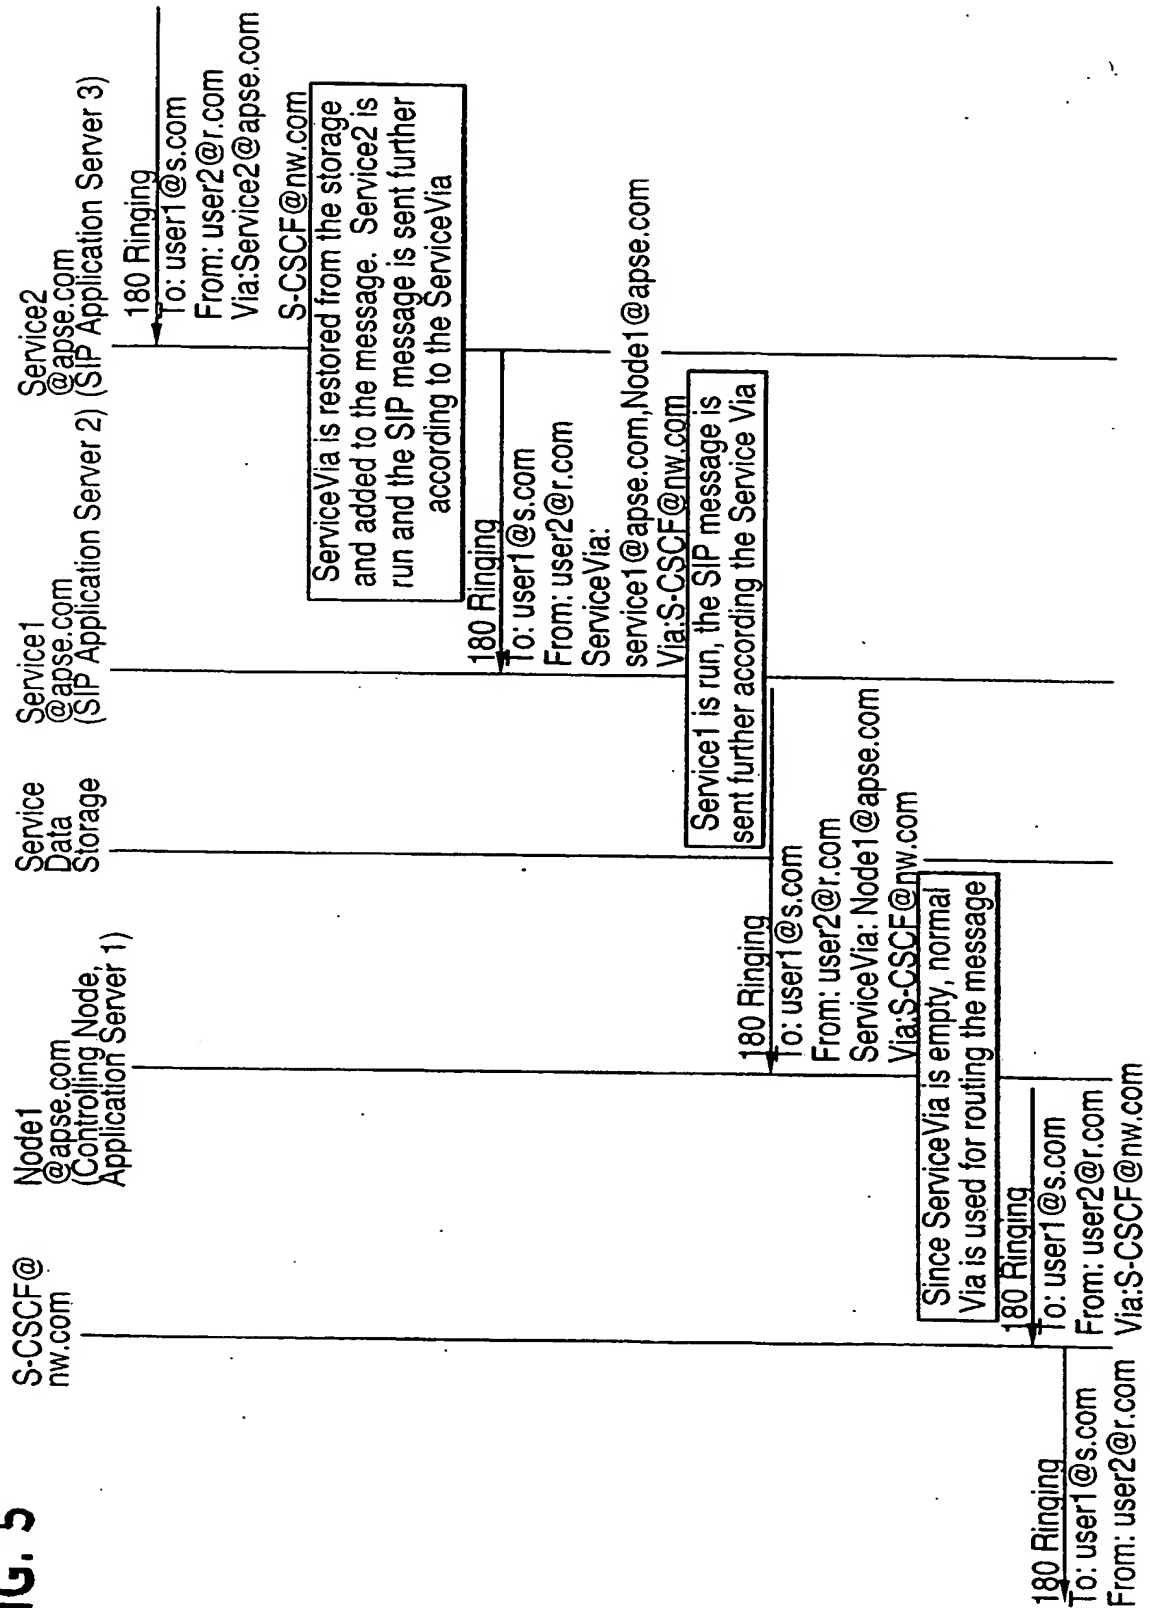 IG. 5
S-CSCF@
nw.com
Node1
@apse.com
(Controlling Node,
Application Server 1)
Service
Data
Storage
Service1
@apse.com
(SIP Application Server 2)
Service2
@apse.com
(SIP Application Server 3)
180 Ringing
To: user1@s.com
From: user2@r.com
Via:Service2@apse.com
S-CSCF@nw.com
ServiceVia is restored from the storage
and added to the message. Service2 is
run and the SIP message is sent further
according to the ServiceVia
180 Ringing
To: user1@s.com
From: user2@r.com
ServiceVia:
service1@apse.com,Node1@apse.com
Via:S-CSCF@nw.com
Service1 is run, the SIP message is
sent further according the Service Via
180 Ringing
To: user1@s.com
From: user2@r.com
ServiceVia: Node1@apse.com
Via:S-CSCF@nw.com
Since ServiceVia is empty, normal
Via is used for routing the message
180 Ringing
To: user1@s.com
From: user2@r.com
Via:S-CSCF@nw.com
180 Ringing
To: user1@s.com
From: user2@r.com